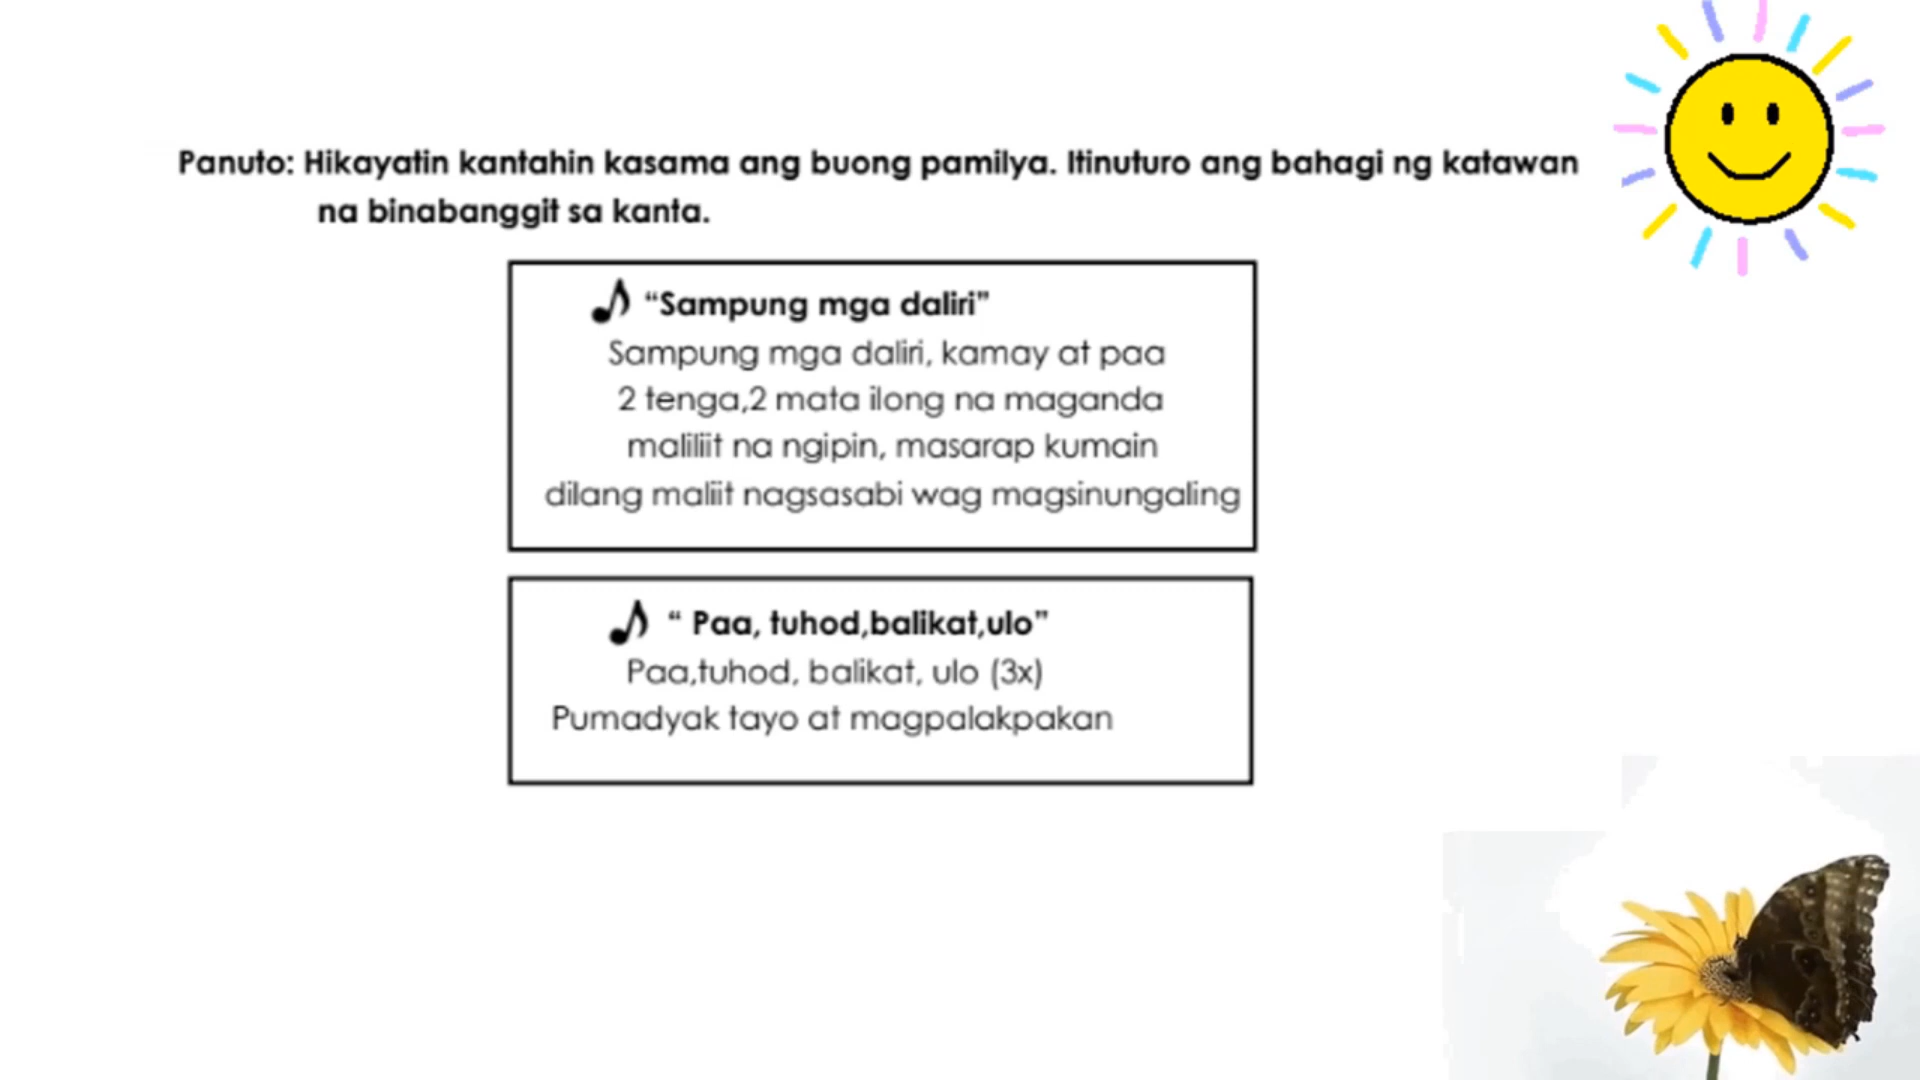 Panuto: Hikayatin kantahin kasama ang buong pamilya. Itinuturo ang bahagi ng katawan
na binabanggit sa kanta.
“Sampung mga daliri”
Sampung mga daliri, kamay at paa
2 tenga,2 mata ilong na maganda
maliliit na ngipin, masarap kumain
dilang maliit nagsasabi wag magsinungaling
“ Paa, tuhod,balikat,ulo”
Paa,tuhod, balikat, ulo (3x)
Pumadyak tayo at magpalakpakan